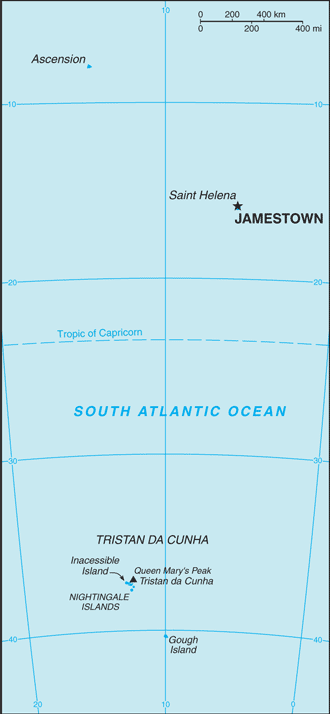 10
0 200 400 km
0 200 400 mi
Ascension
10 10
Saint Helena
JAMESTOWN
20 20
Tropic of Capricorn
SOUTH ATLANTIC OCEAN
30 30
TRISTAN DA CUNHA
Inacessible
Island
Queen Mary's Peak
Tristan da Cunha
NIGHTINGALE
ISLANDS
40 40
Gough
Island
20 10 0